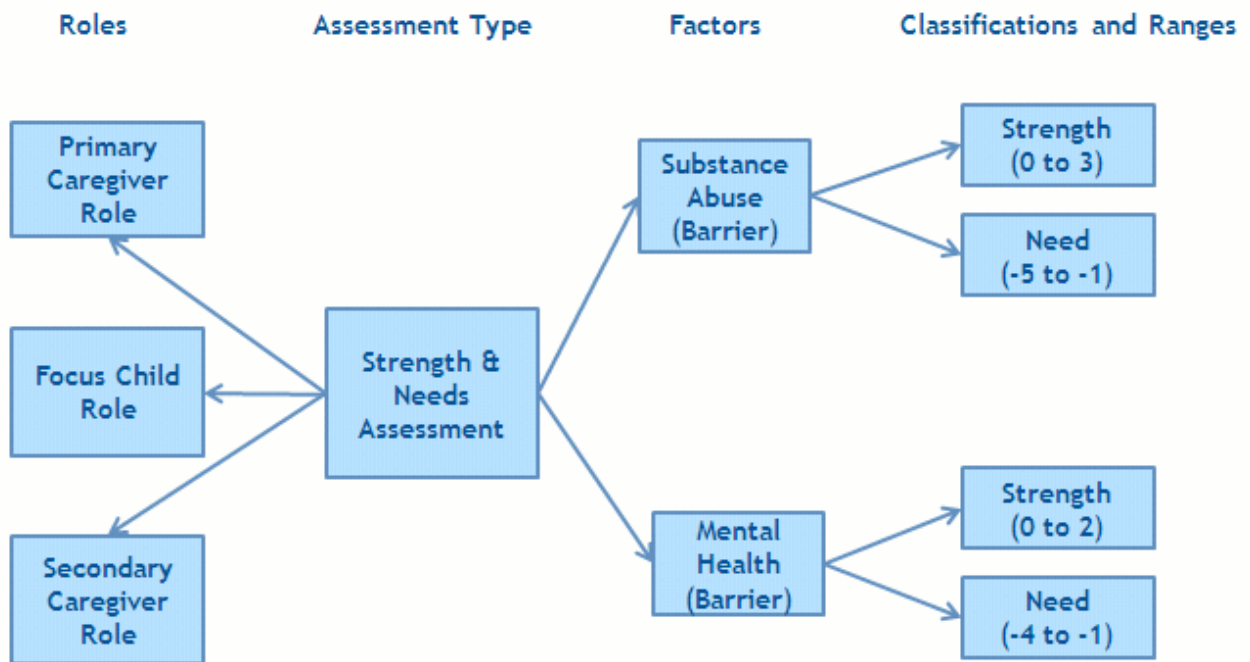 Roles
Assessment Type
Factors
Classifications and Ranges
Primary
Caregiver
Role
Focus Child
Role
Secondary
Caregiver
Role
Strength &
Needs
Assessment
Substance
Abuse
(Barrier)
Mental
Health
(Barrier)
Strength
(0 to 3)
Need
(-5 to -1)
Strength
(0 to 2)
Need
(-4 to -1)